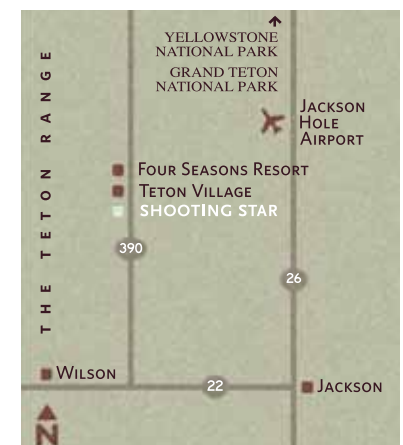 YELLOWSTONE
NATIONAL PARK
GRAND TETON
NATIONAL PARK
THE TETON RANGE
JACKSON
HOLE
AIRPORT
FOUR SEASONS RESORT
TETON VILLAGE
SHOOTING STAR
390
26
WILSON
22
JACKSON
N